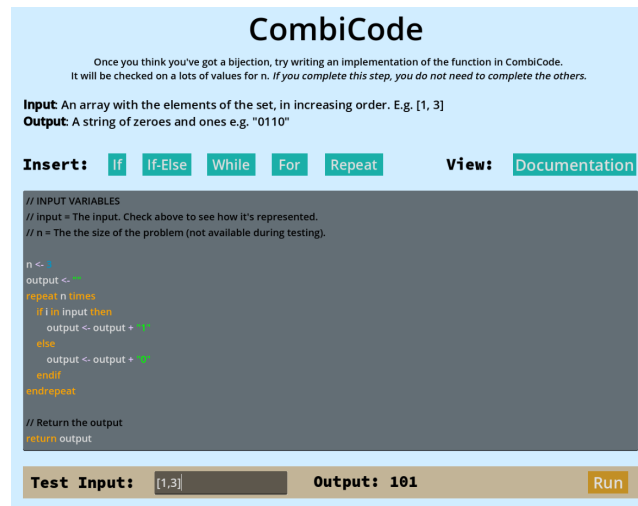 CombiCode
Once you think you've got a bijection, try writing an implementation of the function in CombiCode.
It will be checked on a lots of values for n. If you complete this step, you do not need to complete the others.
Input: An array with the elements of the set, in increasing order. E.g. [1, 3]
Output: A string of zeroes and ones e.g. "0110"
Insert: If If-Else While For Repeat View: Documentation
// INPUT VARIABLES
// input = The input. Check above to see how it's represented.
// n = The the size of the problem (not available during testing).
n <-
output <- ""
repeat n times
if i in input then
output <- output + "1"
else
output <- output + "0"
endif
endrepeat
// Return the output
return output
Test Input: [1,3] Output: 101 Run